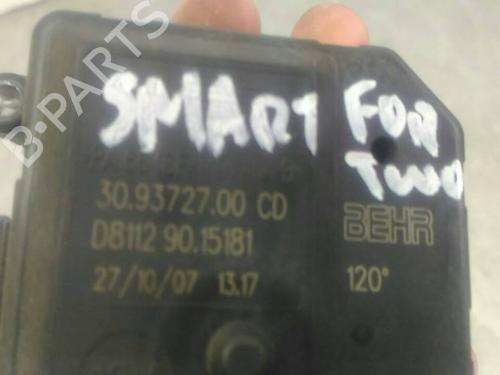 B-PARTS
SMART FOR
TWO
30.93727.00 CD
D8112 90.15181
27/10/07 13.17
BEHR
120°